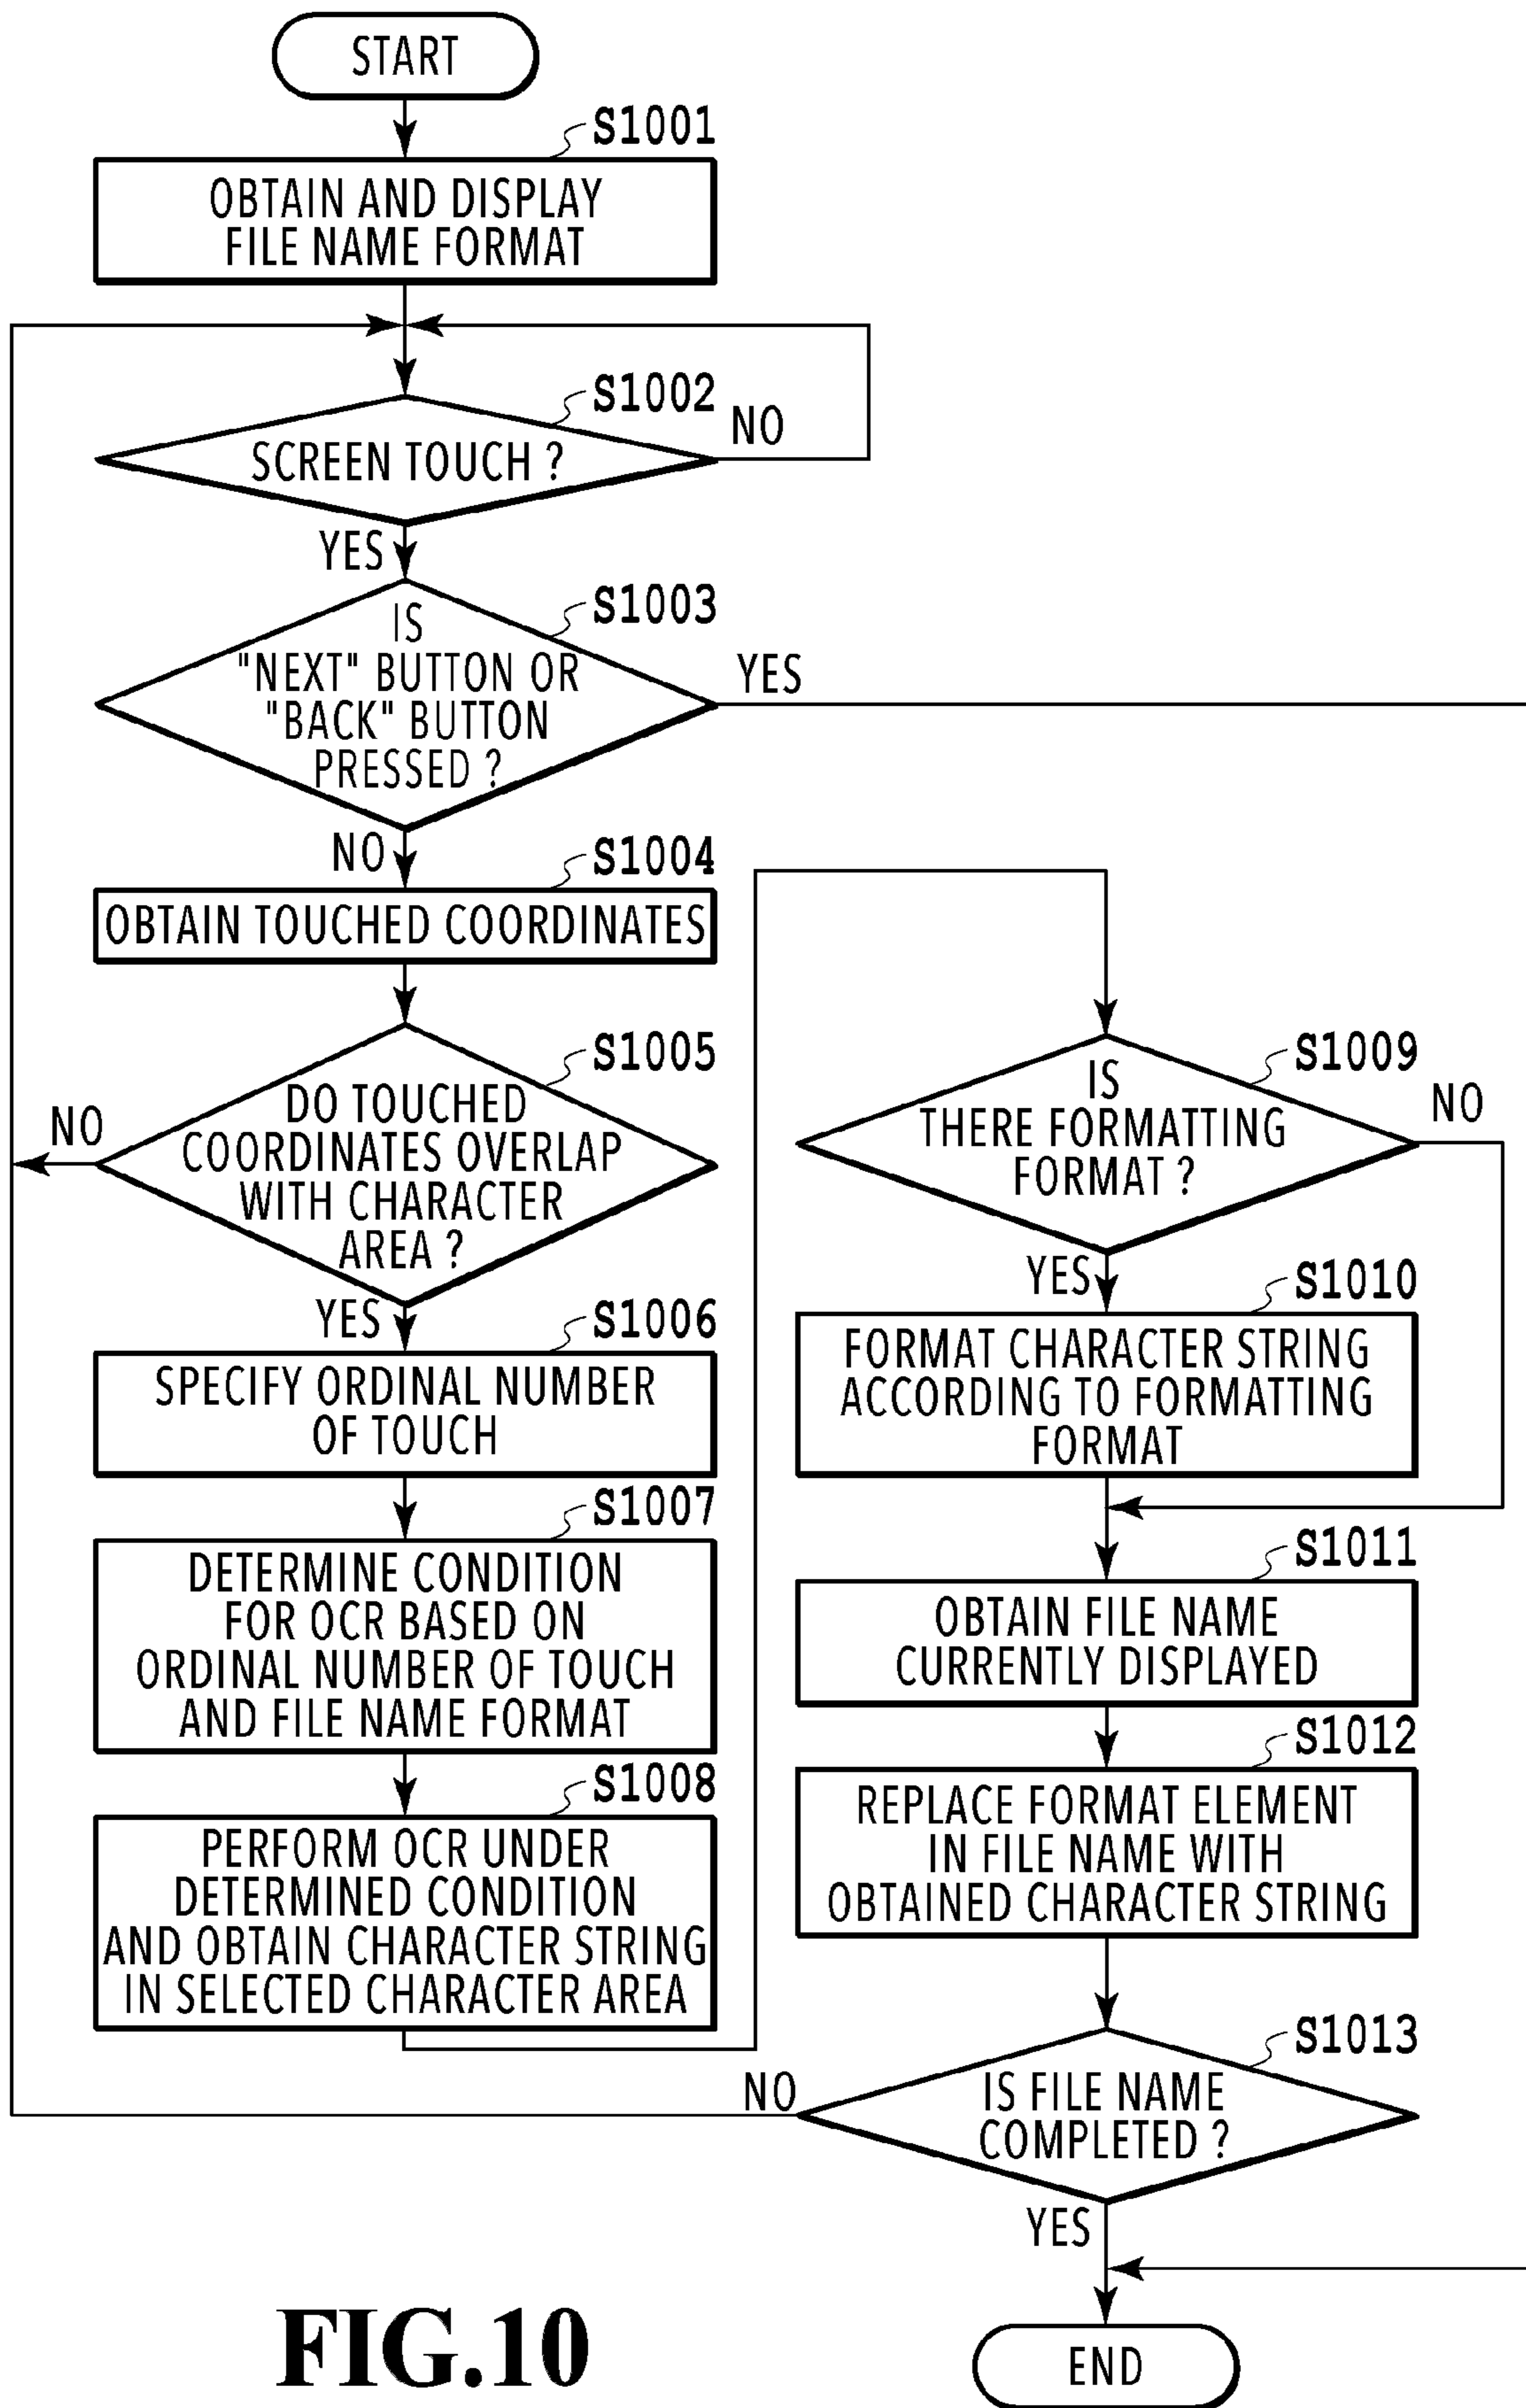 START
S1001
OBTAIN AND DISPLAY
FILE NAME FORMAT
S1002
SCREEN TOUCH ?
NO
YES
S1003
IS
"NEXT" BUTTON OR
"BACK" BUTTON
PRESSED ?
YES
NO
S1004
OBTAIN TOUCHED COORDINATES
S1005
DO TOUCHED
COORDINATES OVERLAP
WITH CHARACTER
AREA ?
NO
YES
S1006
SPECIFY ORDINAL NUMBER
OF TOUCH
S1007
DETERMINE CONDITION
FOR OCR BASED ON
ORDINAL NUMBER OF TOUCH
AND FILE NAME FORMAT
S1008
PERFORM OCR UNDER
DETERMINED CONDITION
AND OBTAIN CHARACTER STRING
IN SELECTED CHARACTER AREA
S1009
IS
THERE FORMATTING
FORMAT ?
NO
YES
S1010
FORMAT CHARACTER STRING
ACCORDING TO FORMATTING
FORMAT
S1011
OBTAIN FILE NAME
CURRENTLY DISPLAYED
S1012
REPLACE FORMAT ELEMENT
IN FILE NAME WITH
OBTAINED CHARACTER STRING
S1013
IS FILE NAME
COMPLETED ?
NO
YES
END
FIG.10